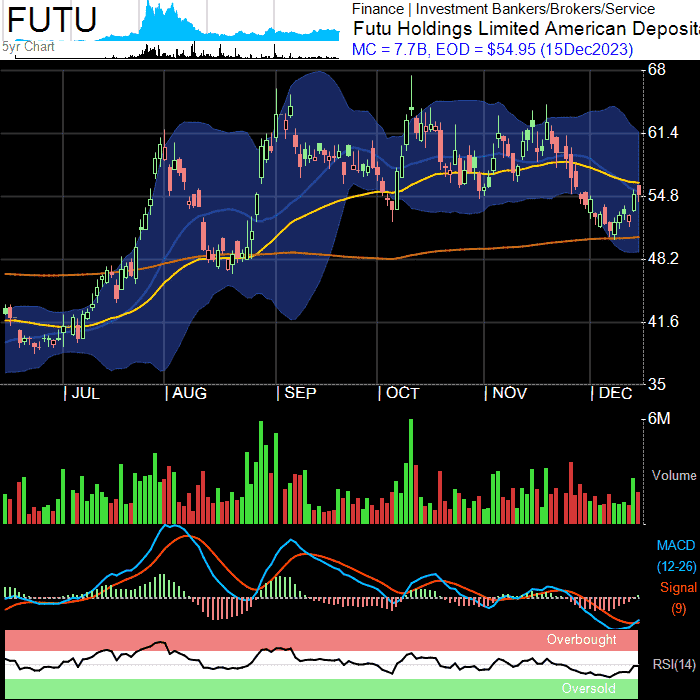 FUTU
5yr Chart
Finance | Investment Bankers/Brokers/Service
Futu Holdings Limited American Deposit
MC = 7.7B, EOD = $54.95 (15Dec2023)
68
61.4
54.8
48.2
41.6
35
| JUL | AUG | SEP | OCT | NOV | DEC
6M
Volume
MACD
(12-26)
Signal
(9)
Overbought
RSI(14)
Oversold